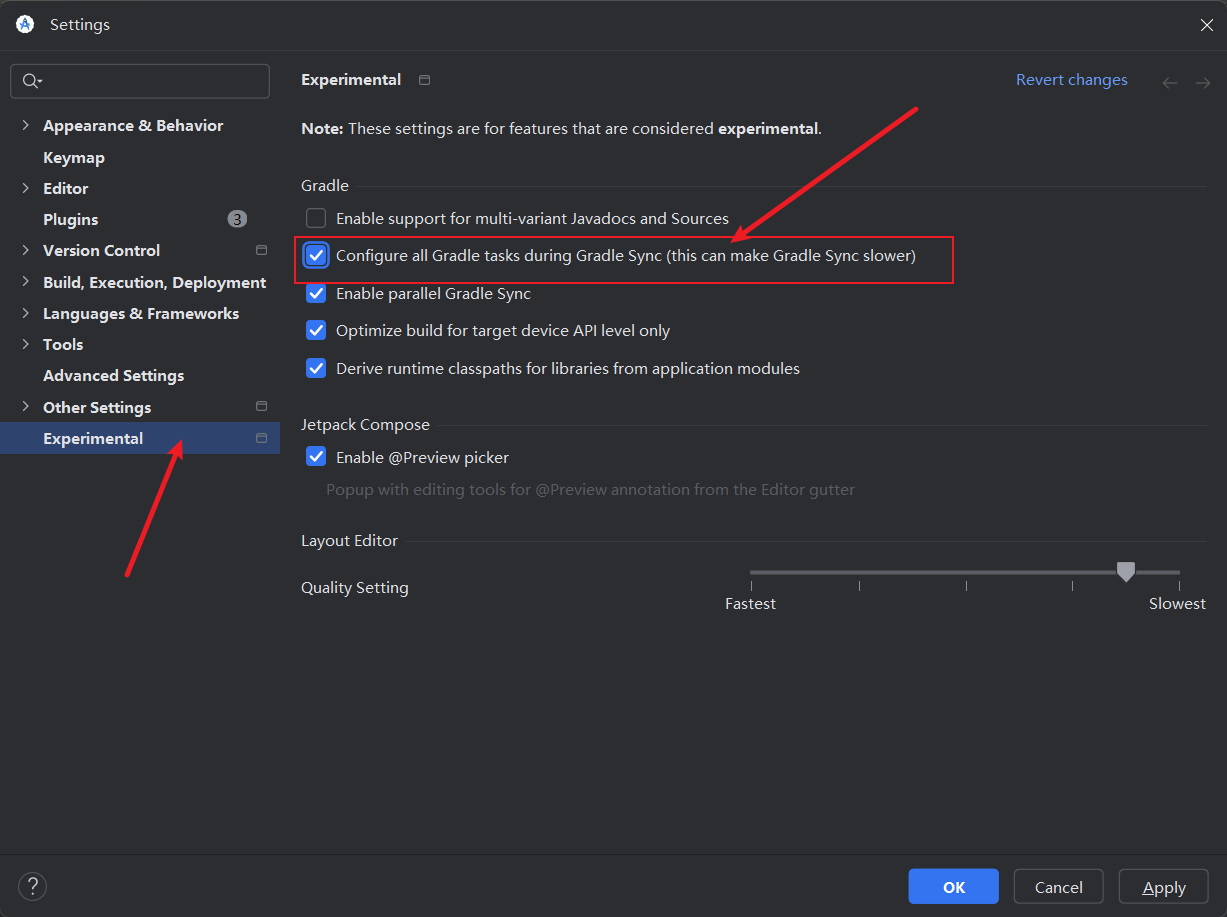 Settings
Experimental
Revert changes
Appearance & Behavior
Keymap
Editor
Plugins 3
Version Control
Build, Execution, Deployment
Languages & Frameworks
Tools
Advanced Settings
Other Settings
Experimental
Note: These settings are for features that are considered experimental.
Gradle
Enable support for multi-variant Javadocs and Sources
Configure all Gradle tasks during Gradle Sync (this can make Gradle Sync slower)
Enable parallel Gradle Sync
Optimize build for target device API level only
Derive runtime classpaths for libraries from application modules
Jetpack Compose
Enable @Preview picker
Popup with editing tools for @Preview annotation from the Editor gutter
Layout Editor
Quality Setting
Fastest Slowest
? OK Cancel Apply